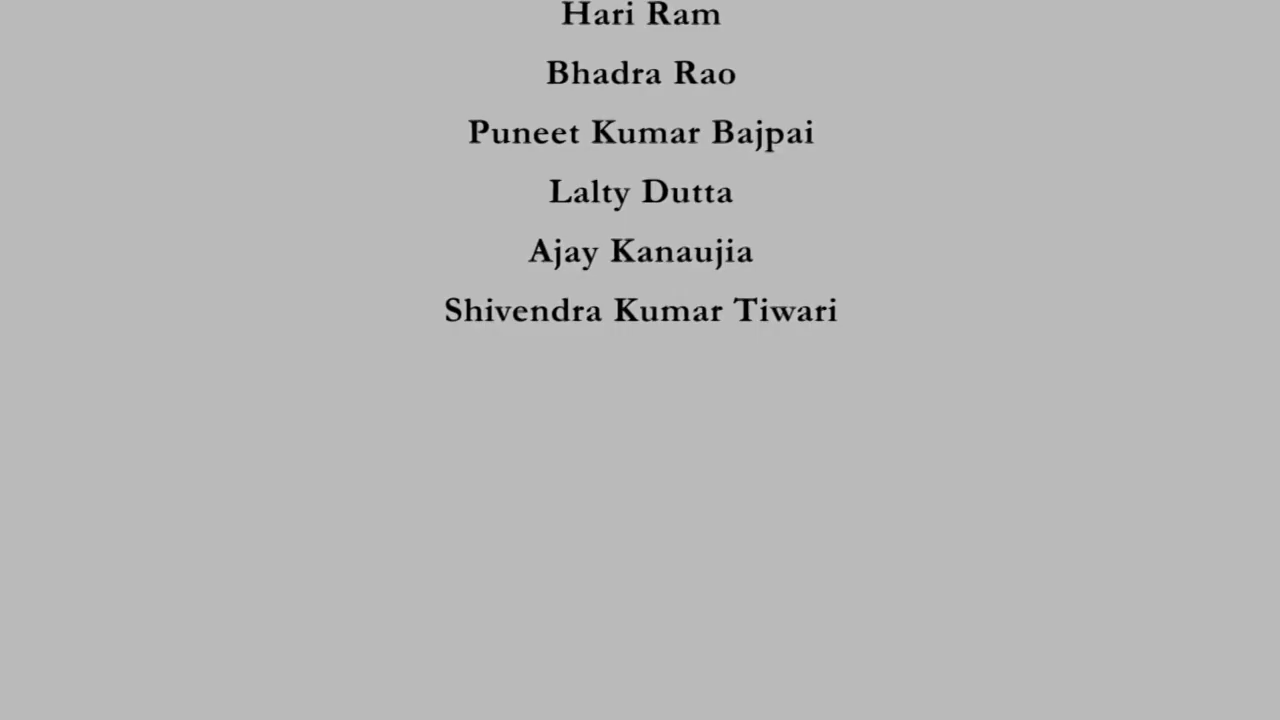 Hari Ram
Bhadra Rao
Puneet Kumar Bajpai
Lalty Dutta
Ajay Kanaujia
Shivendra Kumar Tiwari